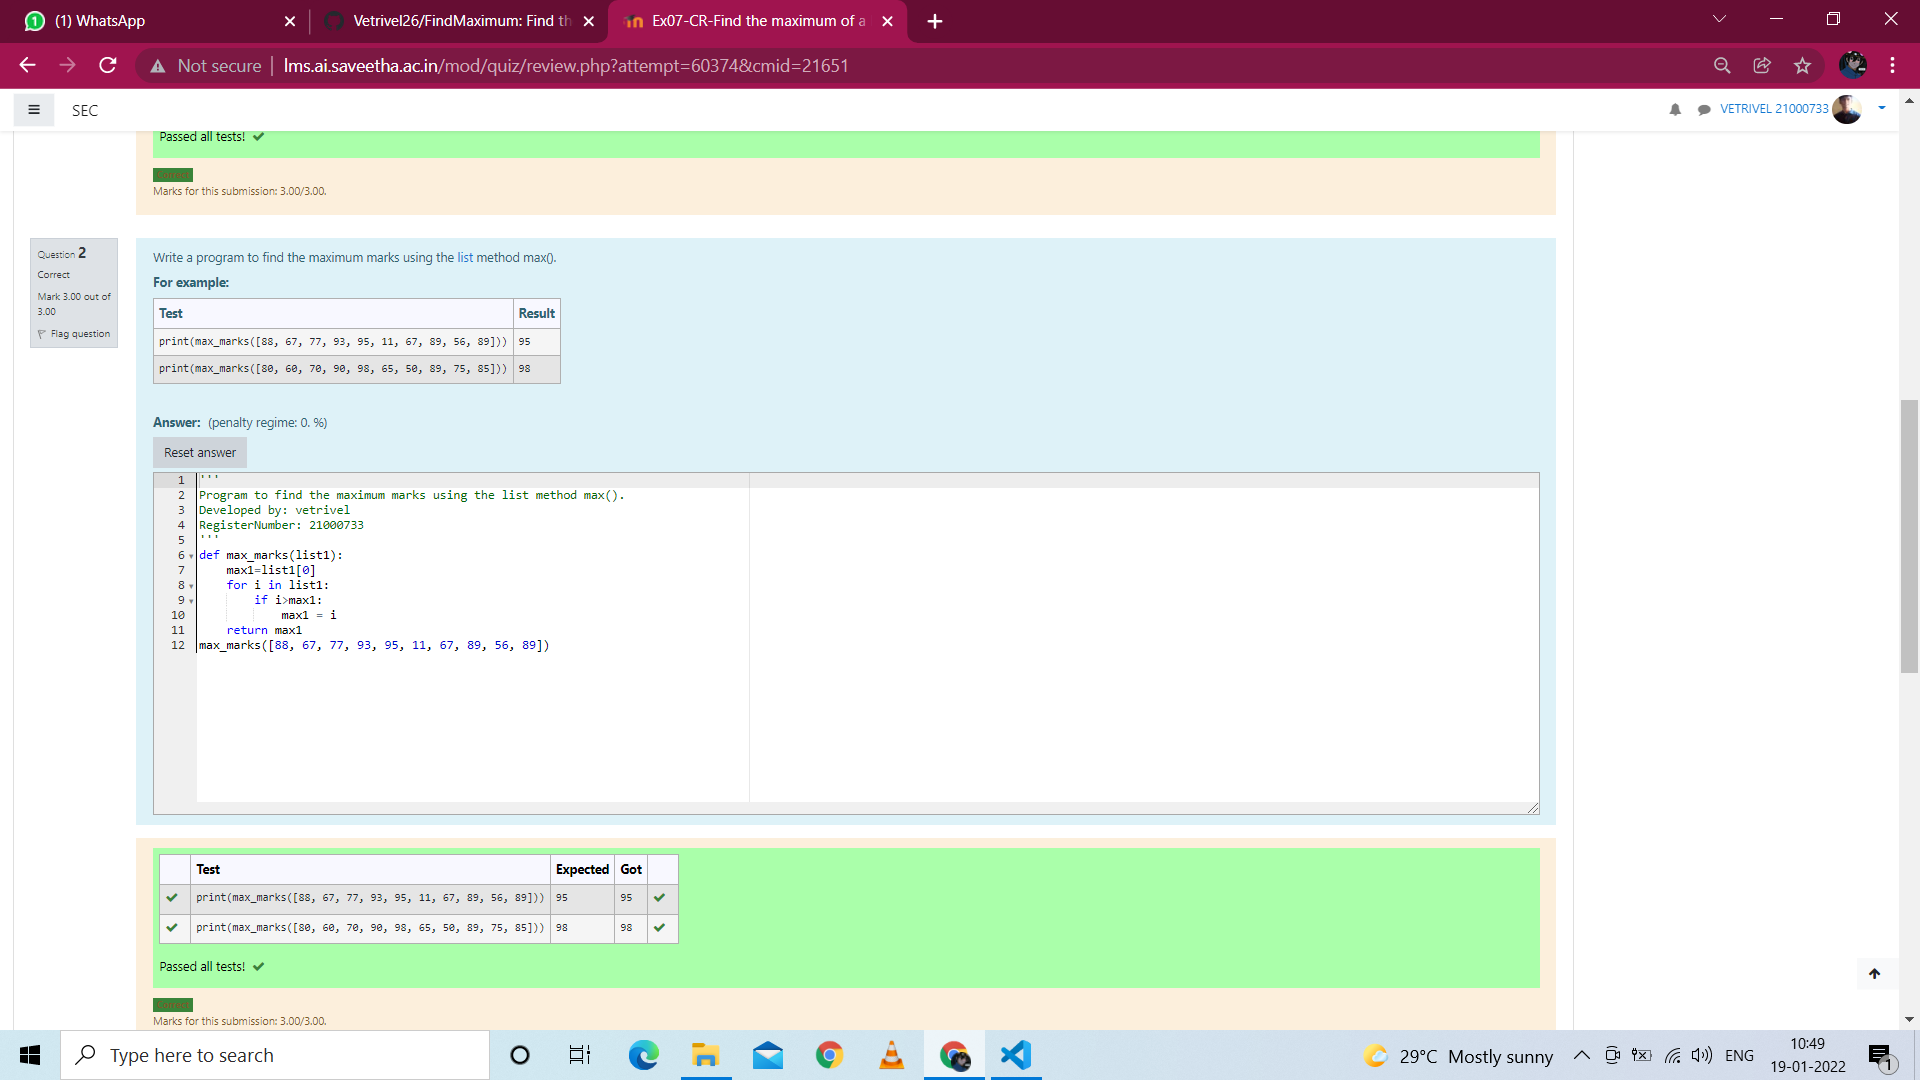 (1) WhatsApp
Vetrivel26/FindMaximum: Find th
Ex07-CR-Find the maximum of a
Not secure
lms.ai.saveetha.ac.in/mod/quiz/review.php?attempt=60374&cmid=21651
SEC
VETRIVEL 21000733
Passed all tests!
Marks for this submission: 3.00/3.00.
Question 2
Correct
Mark 3.00 out of
3.00
Flag question
Write a program to find the maximum marks using the list method max().
For example:
Test Result
print(max_marks([88, 67, 77, 93, 95, 11, 67, 89, 56, 89])) 95
print(max_marks([80, 60, 70, 90, 98, 65, 50, 89, 75, 85])) 98
Answer: (penalty regime: 0. %)
Reset answer
1 '''
2 Program to find the maximum marks using the list method max().
3 Developed by: vetrivel
4 RegisterNumber: 21000733
5 '''
6 def max_marks(list1):
7 max1=list1[0]
8 for i in list1:
9 if i>max1:
10 max1 = i
11 return max1
12 max_marks([88, 67, 77, 93, 95, 11, 67, 89, 56, 89])
Test Expected Got
print(max_marks([88, 67, 77, 93, 95, 11, 67, 89, 56, 89])) 95 95
print(max_marks([80, 60, 70, 90, 98, 65, 50, 89, 75, 85])) 98 98
Passed all tests!
Marks for this submission: 3.00/3.00.
Type here to search
29°C Mostly sunny
ENG
10:49
19-01-2022
1